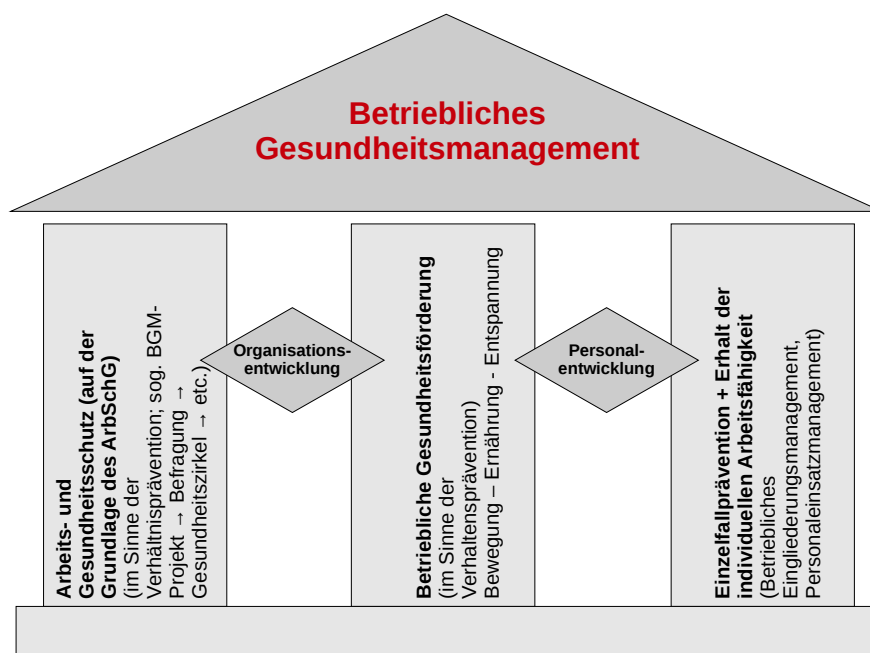 Betriebliches
Gesundheitsmanagement
Arbeits- und
Gesundheitsschutz (auf der
Grundlage des ArbSchG)
(im Sinne der
Verhältnisprävention; sog. BGM-
Projekt → Befragung →
Gesundheitszirkel → etc.)
Organisations-
entwicklung
Betriebliche Gesundheitsförderung
(im Sinne der
Verhaltensprävention)
Bewegung – Ernährung - Entspannung
Personal-
entwicklung
Einzelfallprävention + Erhalt der
individuellen Arbeitsfähigkeit
(Betriebliches
Eingliederungsmanagement,
Personaleinsatzmanagement)